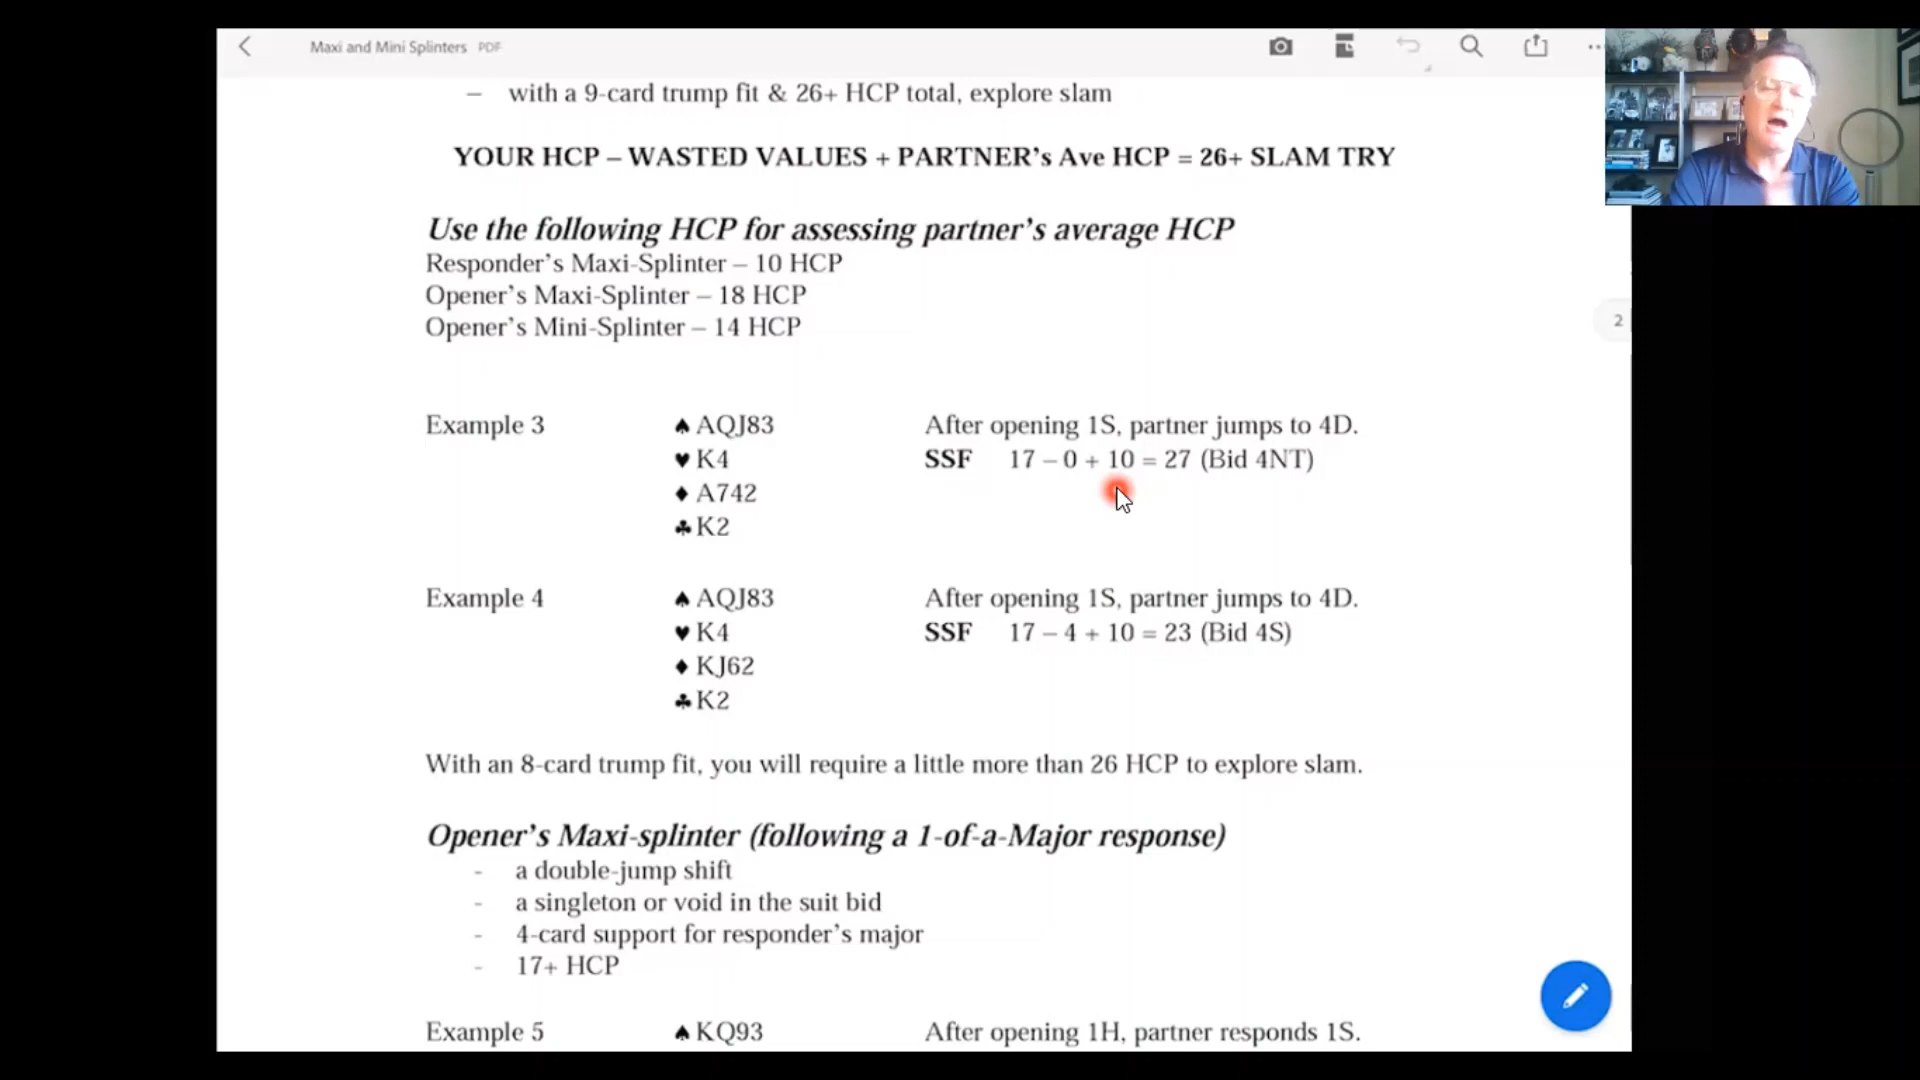 Maxi and Mini Splinters PDF
– with a 9-card trump fit & 26+ HCP total, explore slam
YOUR HCP – WASTED VALUES + PARTNER's Ave HCP = 26+ SLAM TRY
Use the following HCP for assessing partner's average HCP
Responder's Maxi-Splinter – 10 HCP
Opener's Maxi-Splinter – 18 HCP
Opener's Mini-Splinter – 14 HCP
2
Example 3 ♠ AQJ83 After opening 1S, partner jumps to 4D.
♥ K4 SSF 17 – 0 + 10 = 27 (Bid 4NT)
♦ A742
♣ K2
Example 4 ♠ AQJ83 After opening 1S, partner jumps to 4D.
♥ K4 SSF 17 – 4 + 10 = 23 (Bid 4S)
♦ KJ62
♣ K2
With an 8-card trump fit, you will require a little more than 26 HCP to explore slam.
Opener's Maxi-splinter (following a 1-of-a-Major response)
- a double-jump shift
- a singleton or void in the suit bid
- 4-card support for responder's major
- 17+ HCP
Example 5 ♠ KQ93 After opening 1H, partner responds 1S.